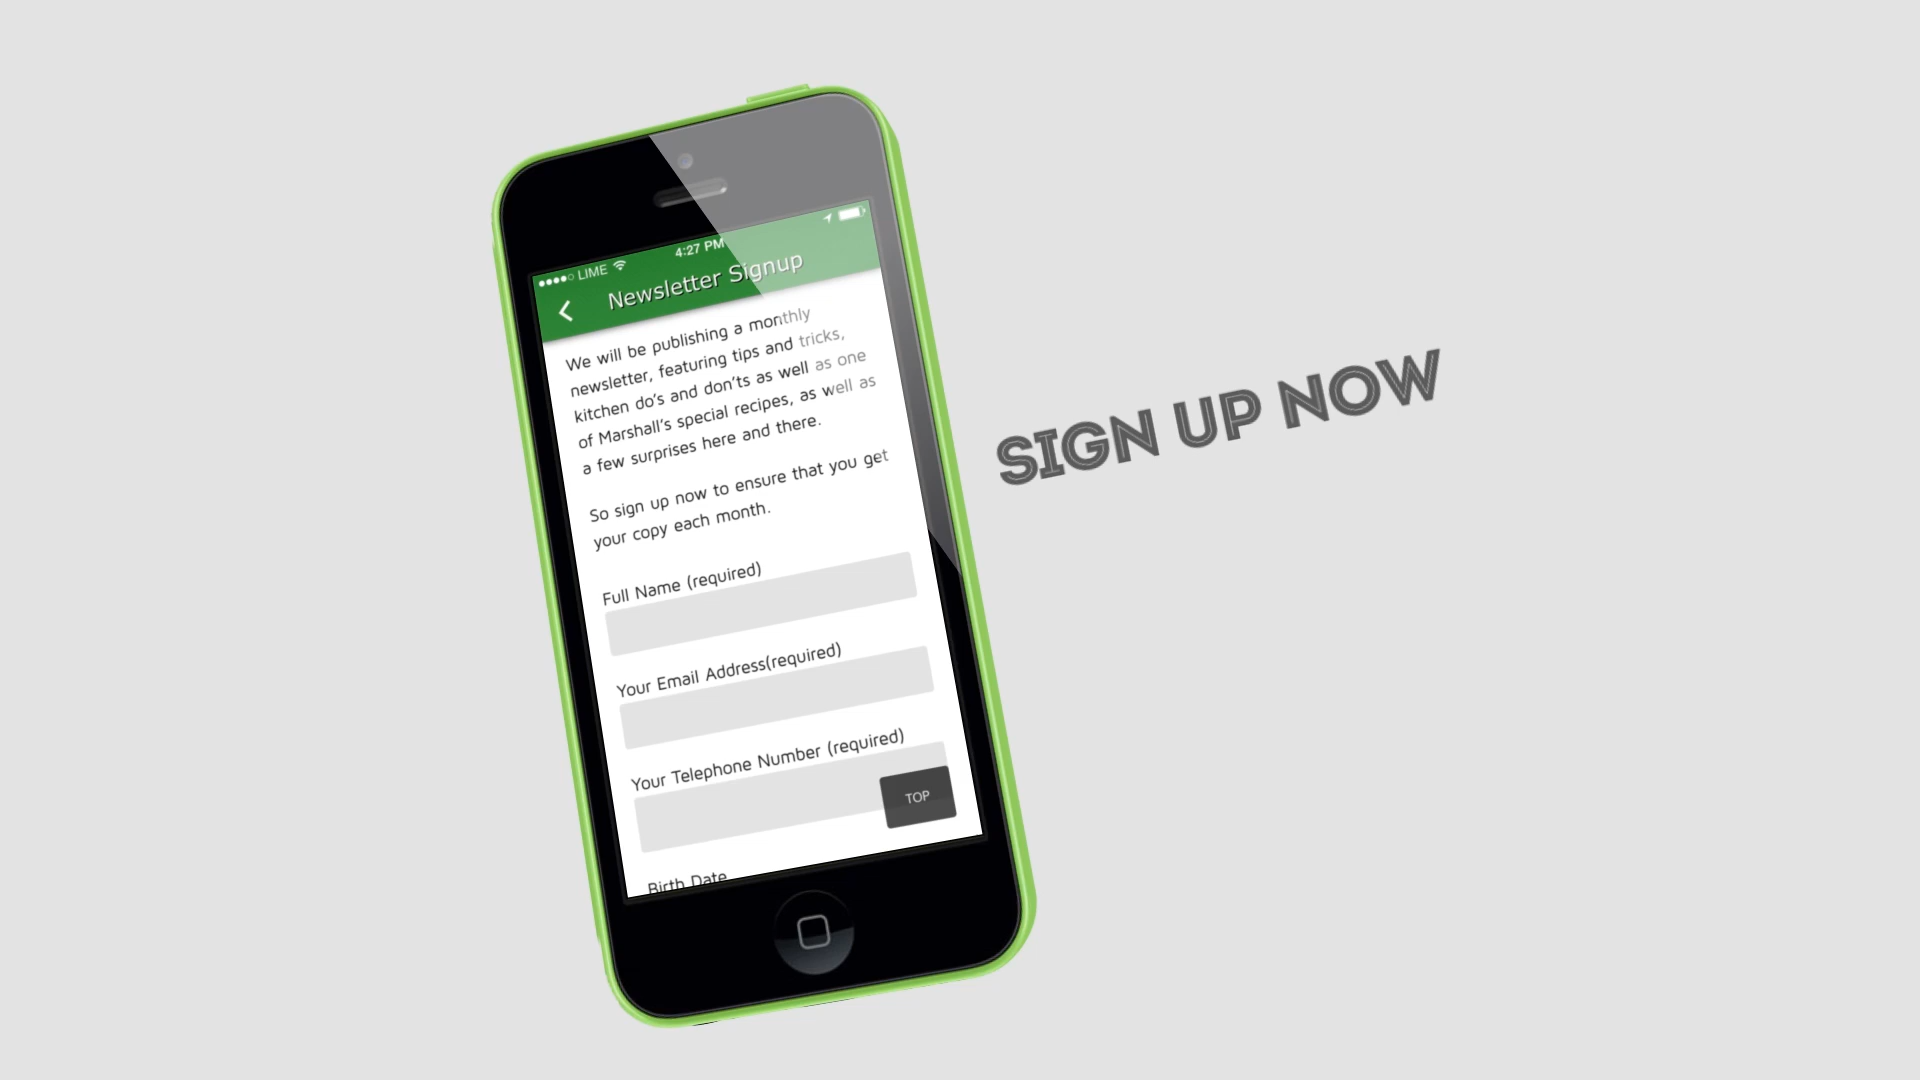 LIME 4:27 PM
Newsletter Signup
We will be publishing a monthly
newsletter, featuring tips and tricks,
kitchen do's and don'ts as well as one
of Marshall's special recipes, as well as
a few surprises here and there.
So sign up now to ensure that you get
your copy each month.
Full Name (required)
Your Email Address(required)
Your Telephone Number (required)
TOP
Birth Date
SIGN UP NOW